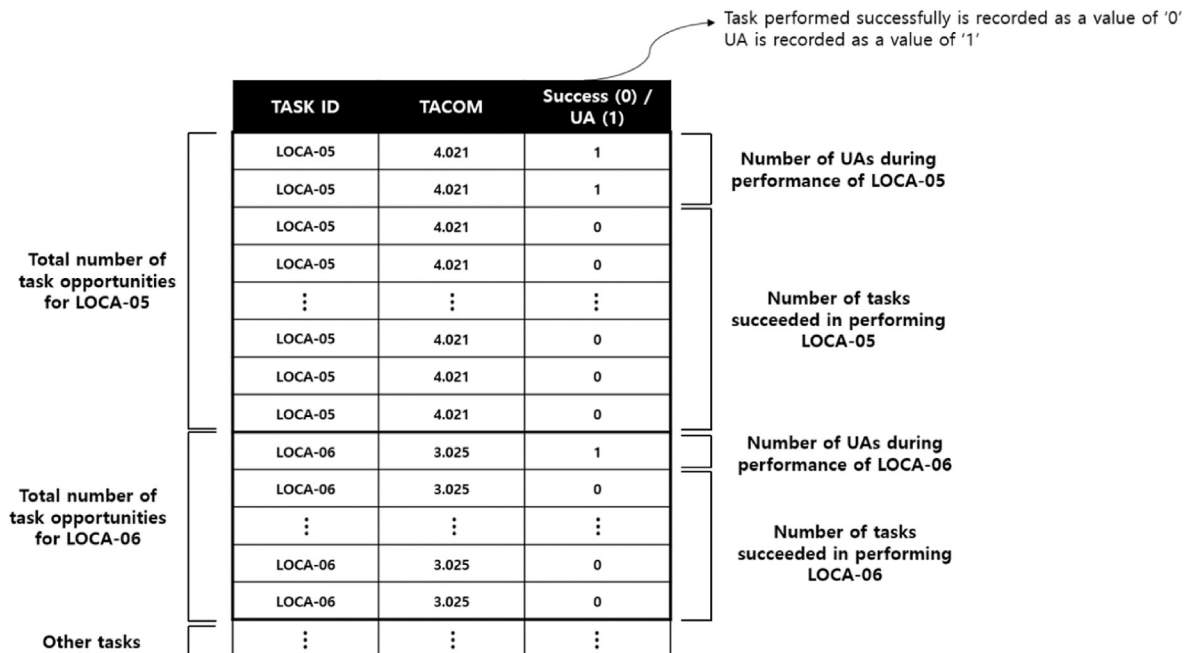 Task performed successfully is recorded as a value of ‘0’
UA is recorded as a value of ‘1’
TASK ID TACOM Success (0) / UA (1)
LOCA-05 4.021 1
LOCA-05 4.021 1
LOCA-05 4.021 0
LOCA-05 4.021 0
⋮ ⋮ ⋮
LOCA-05 4.021 0
LOCA-05 4.021 0
LOCA-05 4.021 0
LOCA-06 3.025 1
LOCA-06 3.025 0
⋮ ⋮ ⋮
LOCA-06 3.025 0
LOCA-06 3.025 0
⋮ ⋮ ⋮
Total number of
task opportunities
for LOCA-05
Total number of
task opportunities
for LOCA-06
Other tasks
Number of UAs during
performance of LOCA-05
Number of tasks
succeeded in performing
LOCA-05
Number of UAs during
performance of LOCA-06
Number of tasks
succeeded in performing
LOCA-06